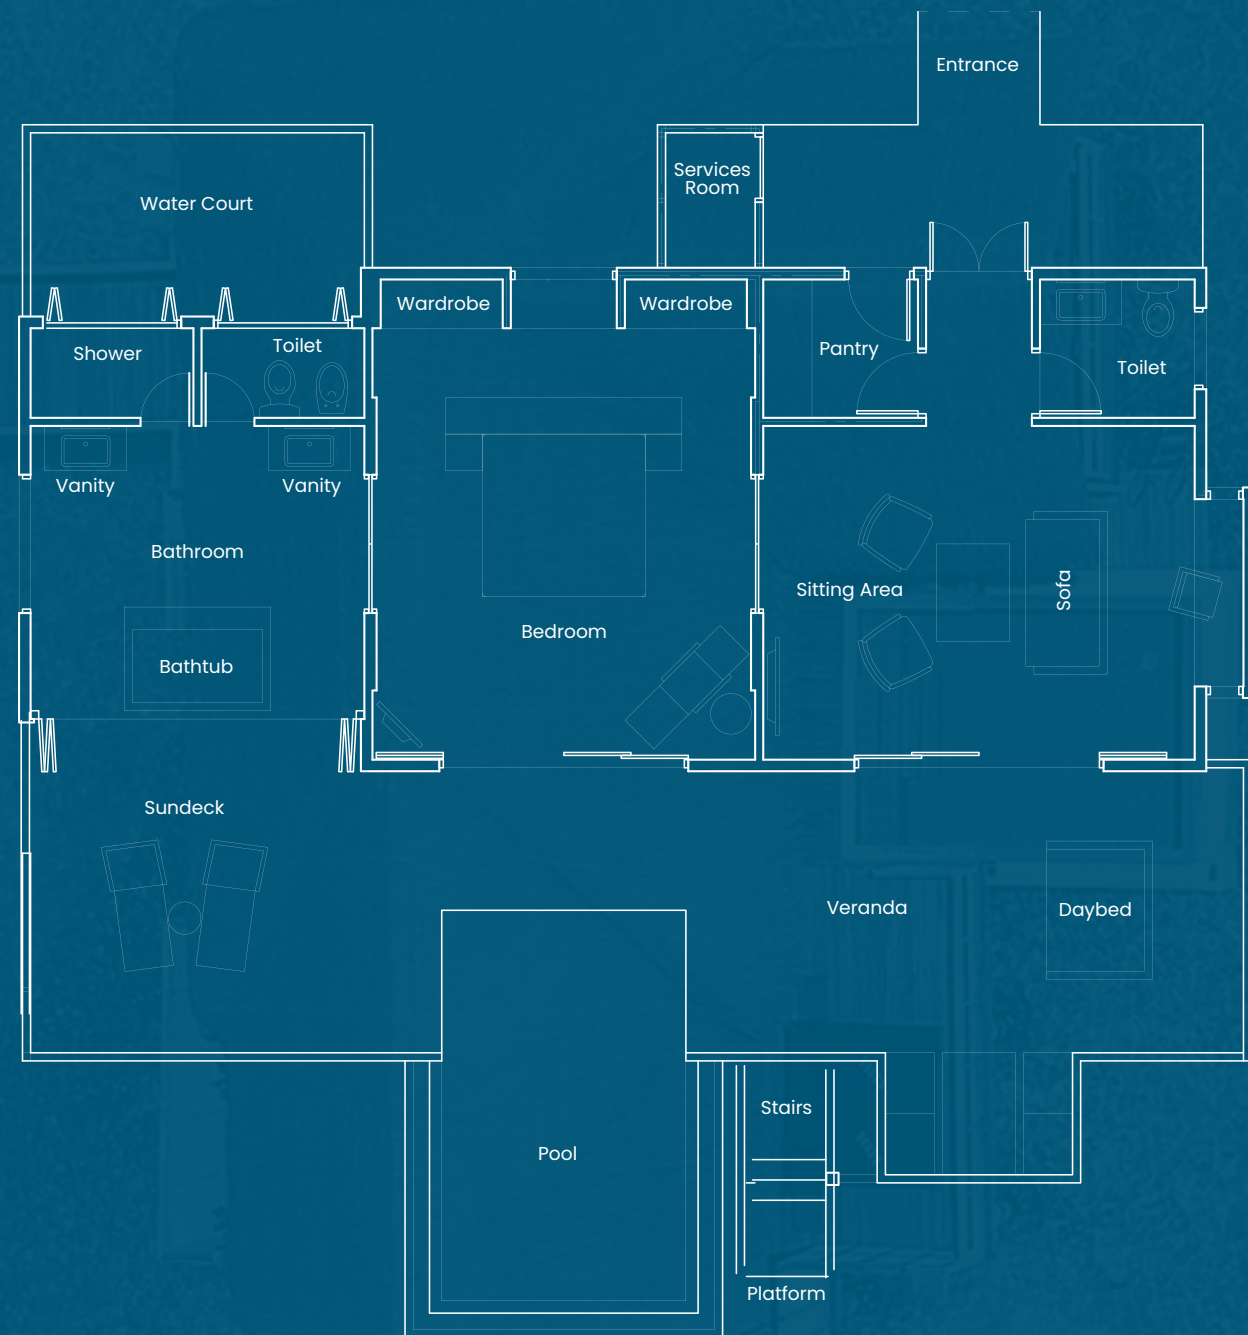 Entrance
Services
Room
Water Court
Wardrobe
Wardrobe
Shower
Toilet
Pantry
Toilet
Vanity
Vanity
Bathroom
Sitting Area
Sofa
Bedroom
Bathtub
Sundeck
Veranda
Daybed
Stairs
Pool
Platform